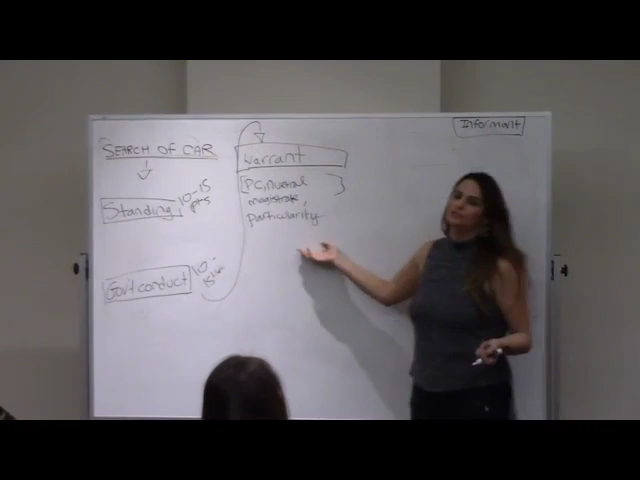 SEARCH OF CAR
Standing
10-15
pts
Gov't conduct
10-
15
Warrant
[PC, Neutral
magistrate,
particularity
Informant